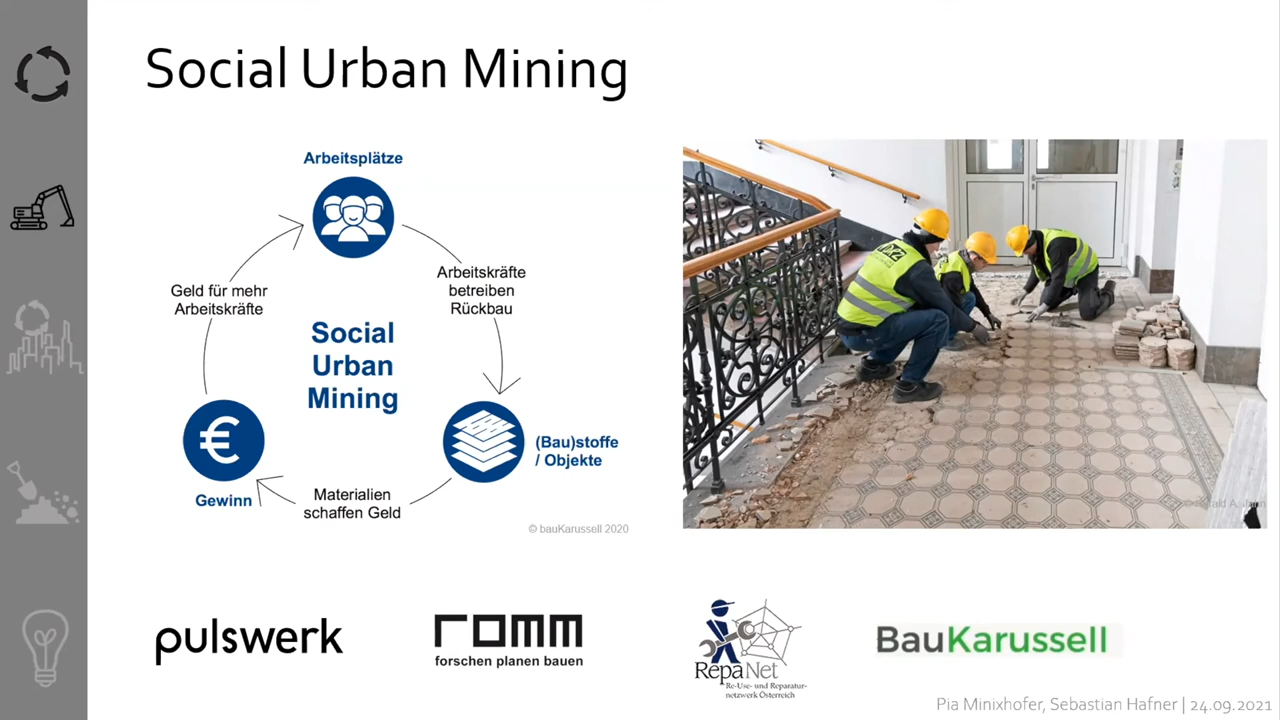 Social Urban Mining
Arbeitsplätze
Arbeitskräfte
betreiben
Rückbau
Geld für mehr
Arbeitskräfte
Social
Urban
Mining
(Bau)stoffe
/ Objekte
Gewinn
Materialien
schaffen Geld
© bauKarussell 2020
pulswerk
romm
forschen planen bauen
RepaNet
Re-Use- und Reparatur-
netzwerk Österreich
BauKarussell
Pia Minixhofer, Sebastian Hafner | 24.09.2021